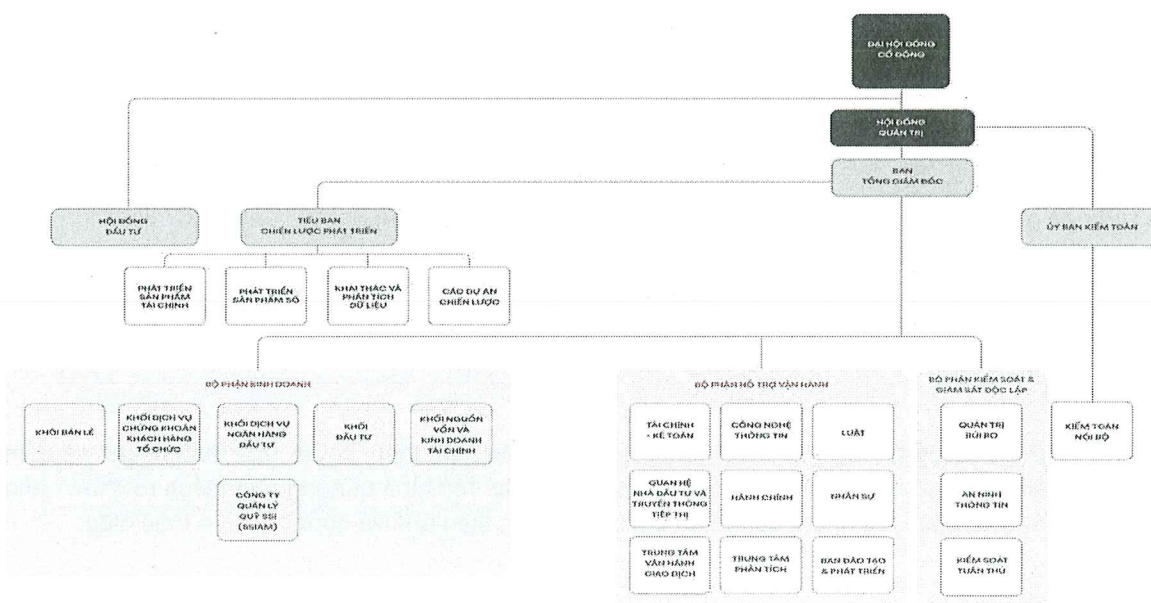 ĐẠI HỘI ĐỒNG
CỔ ĐÔNG
HỘI ĐỒNG
QUẢN TRỊ
BAN
TỔNG GIÁM ĐỐC
HỘI ĐỒNG
ĐẦU TƯ
TIỂU BAN
CHIẾN LƯỢC PHÁT TRIỂN
ỦY BAN KIỂM TOÁN
PHÁT TRIỂN
SẢN PHẨM
TÀI CHÍNH
PHÁT TRIỂN
SẢN PHẨM SỐ
KHAI THÁC VÀ
PHÂN TÍCH
DỮ LIỆU
CÁC DỰ ÁN
CHIẾN LƯỢC
BỘ PHẬN KINH DOANH
BỘ PHẬN HỖ TRỢ VẬN HÀNH
BỘ PHẬN KIỂM SOÁT &
GIÁM SÁT ĐỘC LẬP
KHỐI BÁN LẺ
KHỐI DỊCH VỤ
CHỨNG KHOÁN
KHÁCH HÀNG
TỔ CHỨC
KHỐI DỊCH VỤ
NGÂN HÀNG
ĐẦU TƯ
KHỐI
ĐẦU TƯ
KHỐI NGUỒN
VỐN VÀ
KINH DOANH
TÀI CHÍNH
TÀI CHÍNH
- KẾ TOÁN
CÔNG NGHỆ
THÔNG TIN
LUẬT
QUẢN TRỊ
RỦI RO
KIỂM TOÁN
NỘI BỘ
CÔNG TY
QUẢN LÝ
QUỸ SSI
(SSIAM)
QUAN HỆ
NHÀ ĐẦU TƯ VÀ
TRUYỀN THÔNG
TIẾP THỊ
HÀNH CHÍNH
NHÂN SỰ
AN NINH
THÔNG TIN
TRUNG TÂM
VẬN HÀNH
GIAO DỊCH
TRUNG TÂM
PHÂN TÍCH
BAN ĐÀO TẠO
& PHÁT TRIỂN
KIỂM SOÁT
TUÂN THỦ